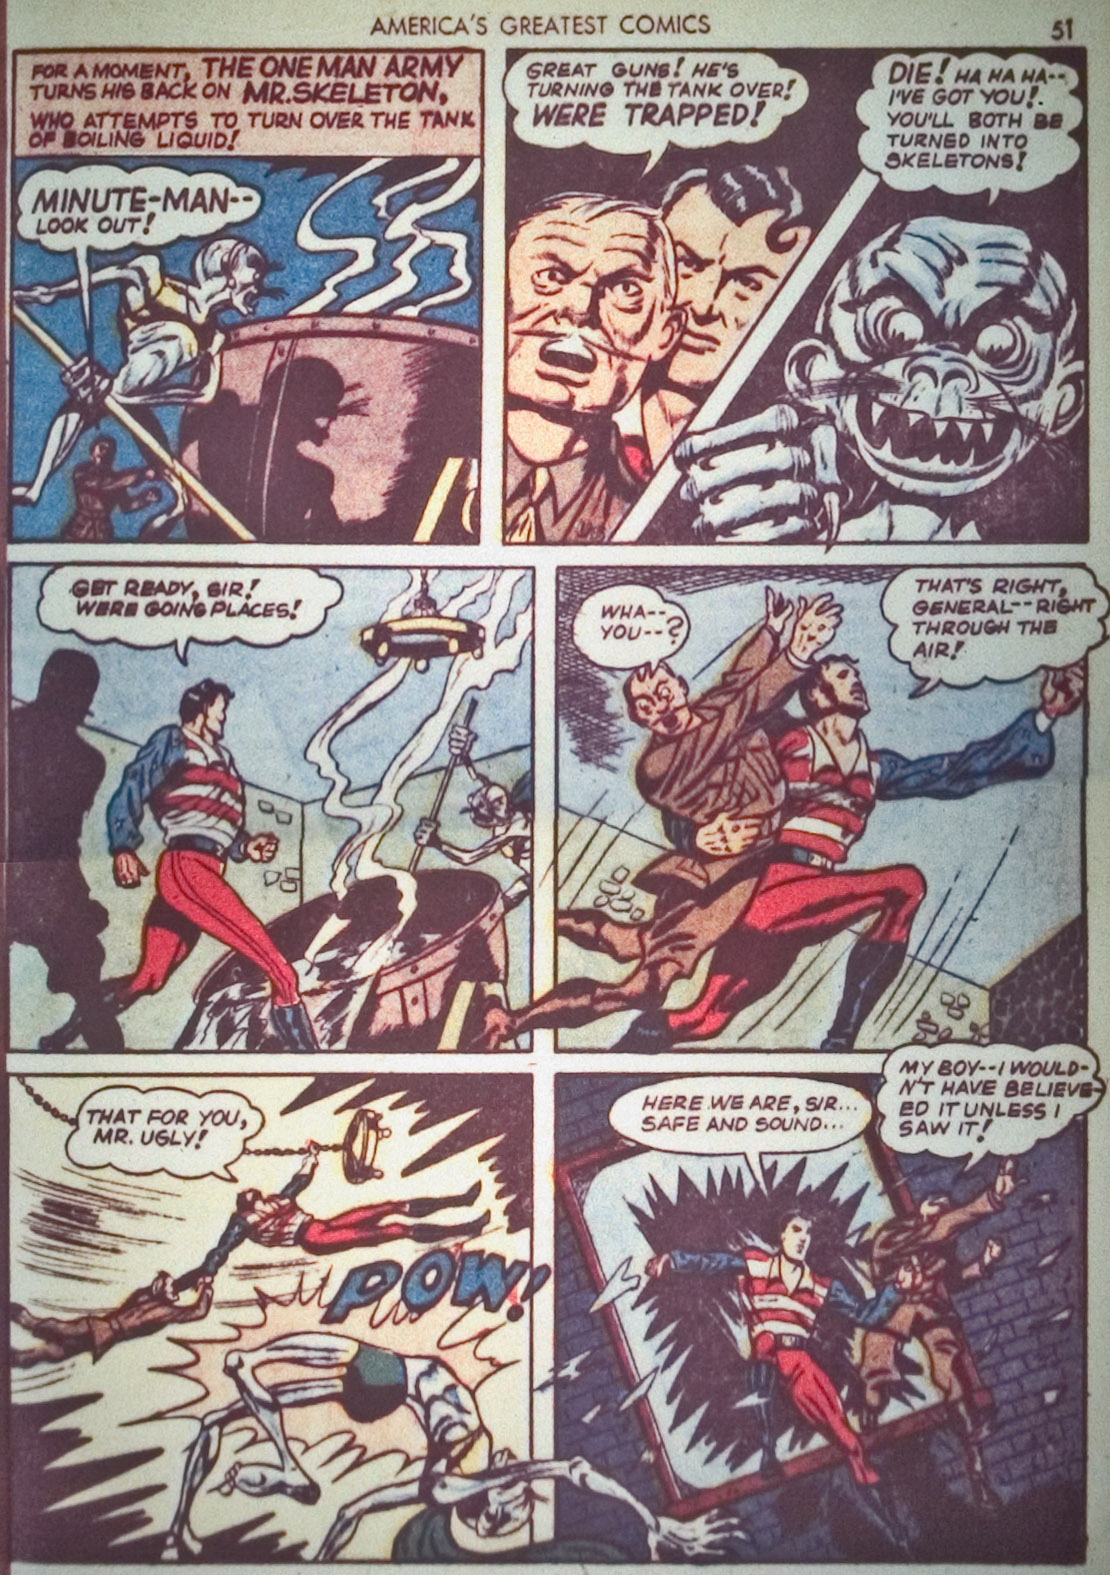 AMERICA'S GREATEST COMICS
51
FOR A MOMENT, THE ONE MAN ARMY
TURNS HIS BACK ON MR. SKELETON,
WHO ATTEMPTS TO TURN OVER THE TANK
OF BOILING LIQUID!
MINUTE-MAN--
LOOK OUT!
GREAT GUNS! HE'S
TURNING THE TANK OVER!
WERE TRAPPED!
DIE! HA HA HA--
I'VE GOT YOU!.
YOU'LL BOTH BE
TURNED INTO
SKELETONS!
GET READY, SIR!
WERE GOING PLACES!
WHA--
YOU--?
THAT'S RIGHT,
GENERAL--RIGHT
THROUGH THE
AIR!
THAT FOR YOU,
MR. UGLY!
POW!
HERE WE ARE, SIR...
SAFE AND SOUND...
MY BOY--I WOULD-
N'T HAVE BELIEVE-
ED IT UNLESS I
SAW IT!